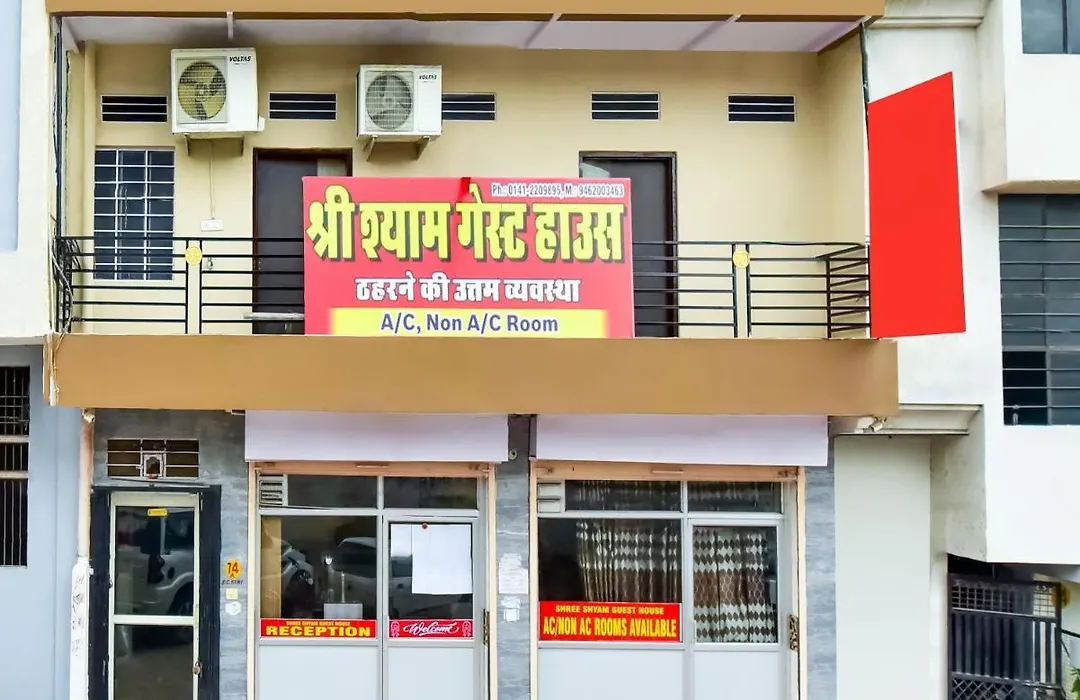 VOLTAS
VOLTAS
Ph.: 0141-2209895, M.: 9462003463
श्री श्याम गेस्ट हाउस
ठहरने की उत्तम व्यवस्था
A/C, Non A/C Room
74
SHREE SHYAM GUEST HOUSE
RECEPTION
Welcome
SHREE SHYAM GUEST HOUSE
AC/NON AC ROOMS AVAILABLE